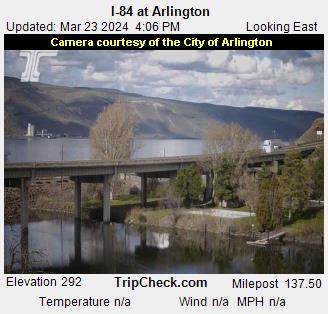 I-84 at Arlington
Updated: Mar 23 2024 4:06 PM Looking East
Camera courtesy of the City of Arlington
Elevation 292 TripCheck.com Milepost 137.50
Temperature n/a Wind n/a MPH n/a